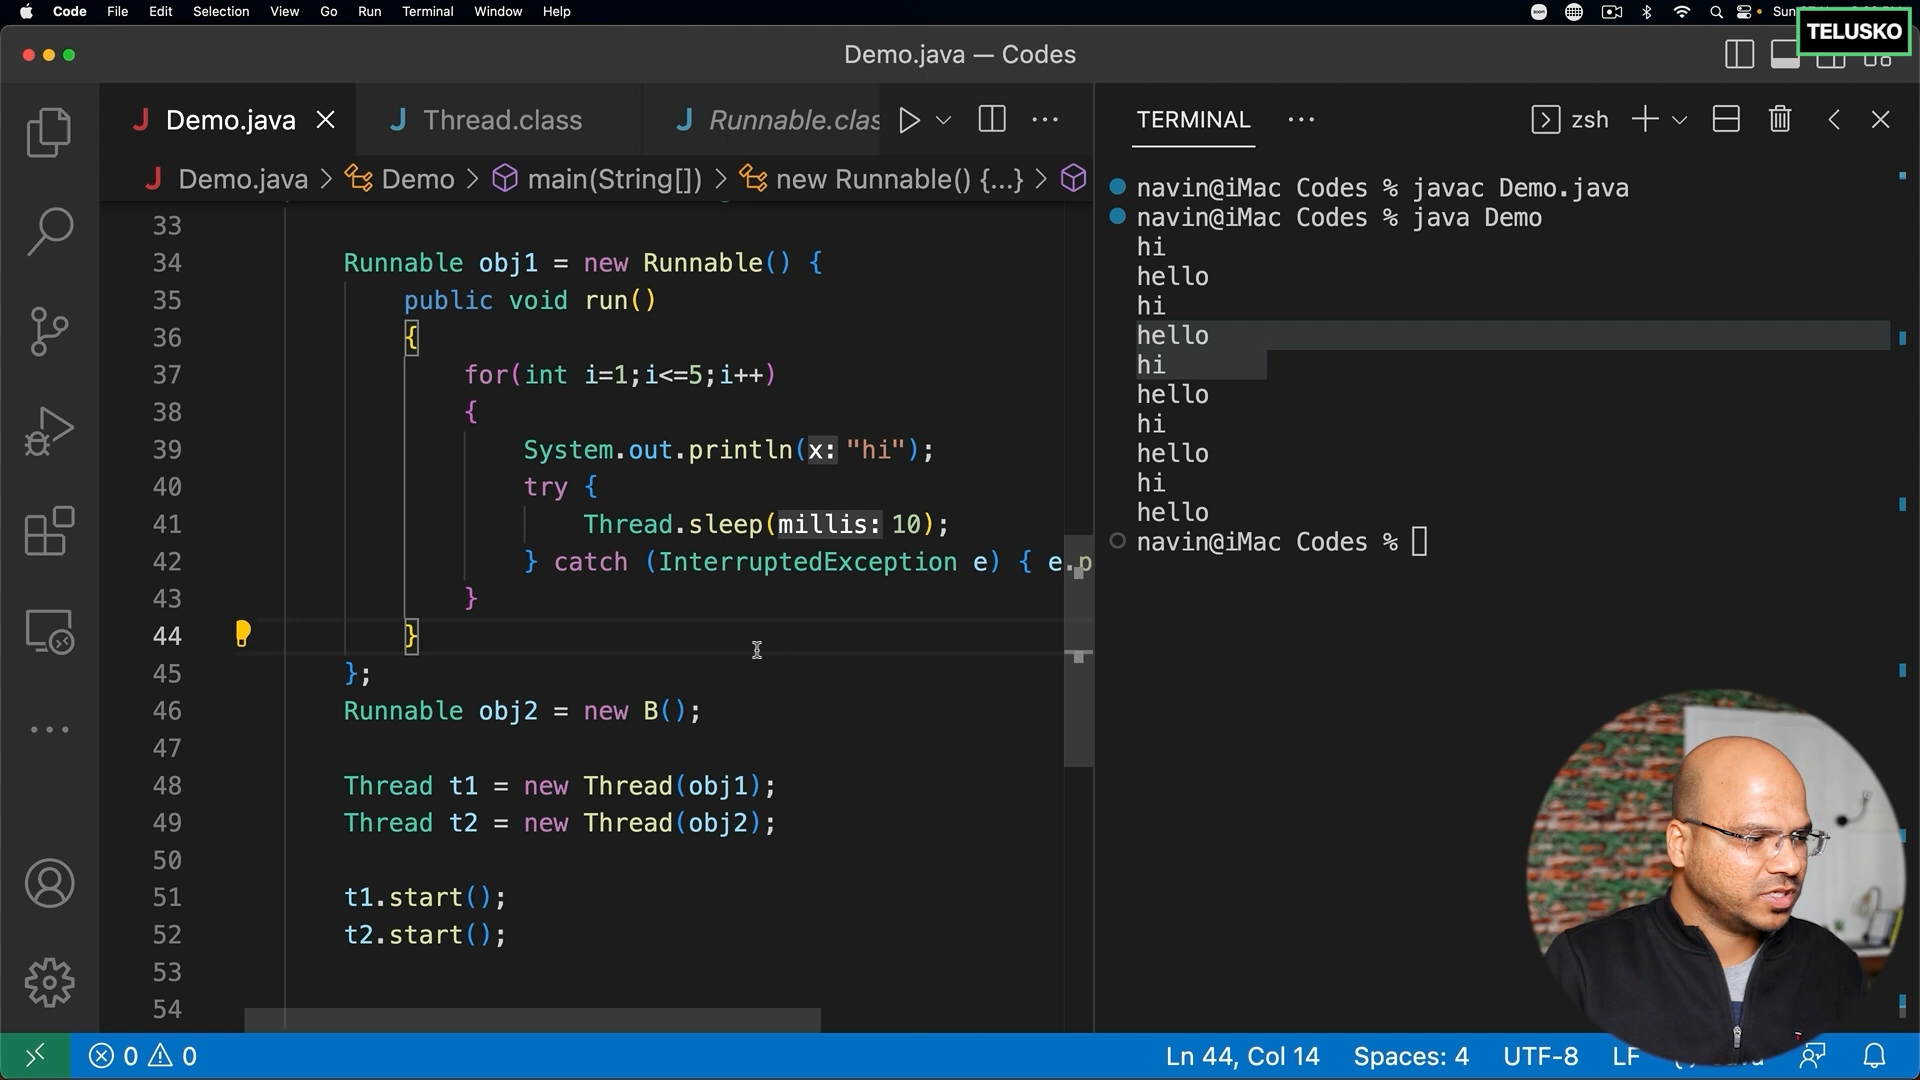 Code File Edit Selection View Go Run Terminal Window Help
zoom
Sun
TELUSKO
Demo.java — Codes
Demo.java
Thread.class
Runnable.clas
TERMINAL
zsh
Demo.java > Demo > main(String[]) > new Runnable() {...} >
33
34 Runnable obj1 = new Runnable() {
35 public void run()
36 {
37 for(int i=1;i<=5;i++)
38 {
39 System.out.println(x: "hi");
40 try {
41 Thread.sleep(millis: 10);
42 } catch (InterruptedException e) { e.p
43 }
44 }
45 };
46 Runnable obj2 = new B();
47
48 Thread t1 = new Thread(obj1);
49 Thread t2 = new Thread(obj2);
50
51 t1.start();
52 t2.start();
53
54
navin@iMac Codes % javac Demo.java
navin@iMac Codes % java Demo
hi
hello
hi
hello
hi
hello
hi
hello
hi
hello
navin@iMac Codes %
0 0
Ln 44, Col 14 Spaces: 4 UTF-8 LF